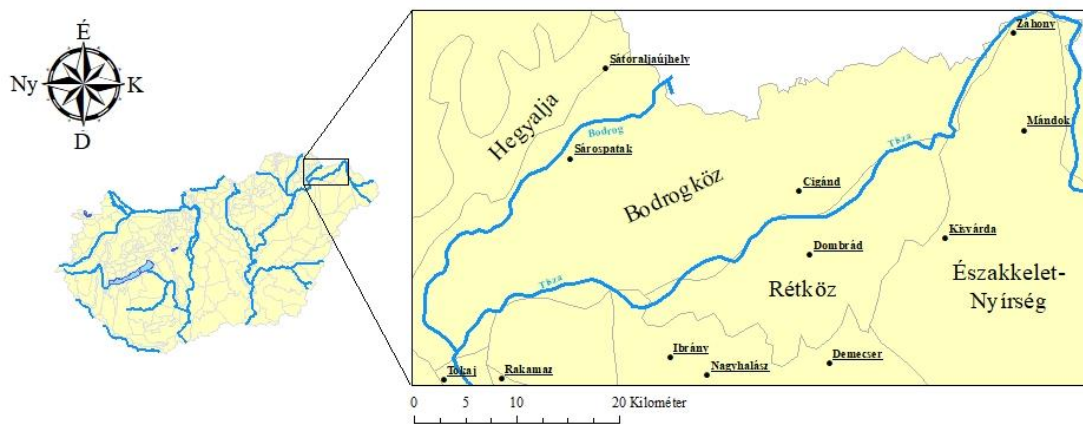 É
Ny
K
D
Záhony
Sátoraljaújhely
Mándok
Hegyalja
Bodrog
Tisza
Sárospatak
Cigánd
Bodrogköz
Kisvárda
Dombrád
Északkelet-
Nyírség
Tisza
Rétköz
Ibrány
Demecser
Nagyhalász
Tokaj
Rakamaz
0 5 10 20 Kilométer